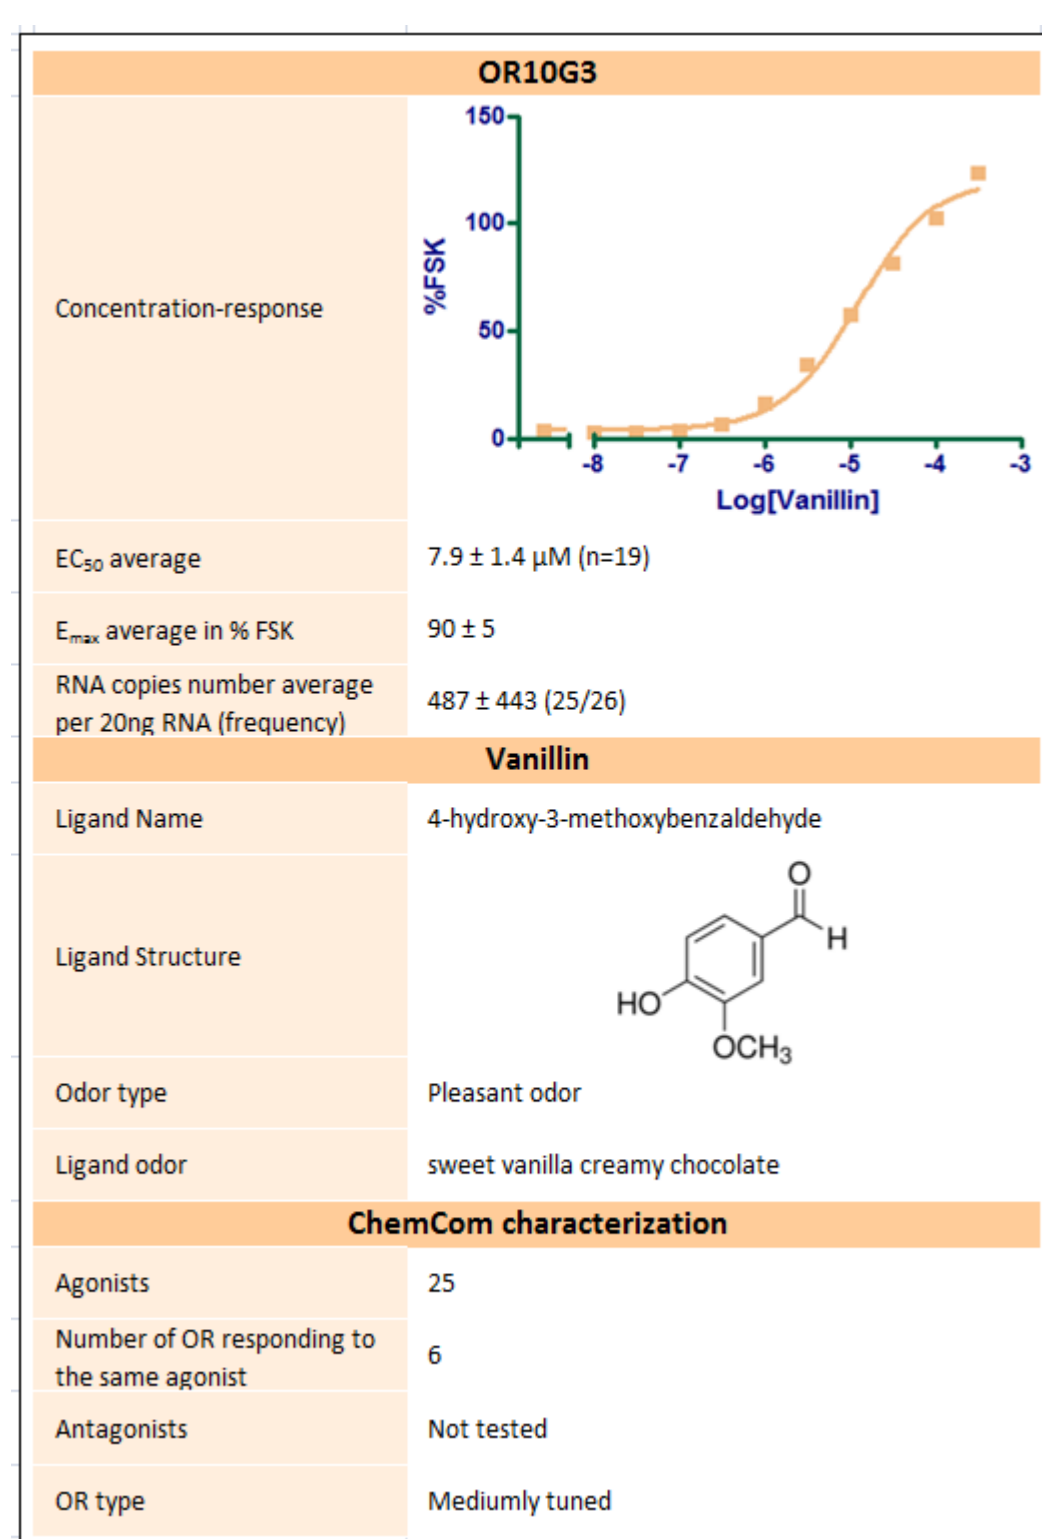 OR10G3
Concentration-response
150
100
50
0
%FSK
-8 -7 -6 -5 -4 -3
Log[Vanillin]
EC₅₀ average
7.9 ± 1.4 µM (n=19)
Eₘₐₓ average in % FSK
90 ± 5
RNA copies number average
per 20ng RNA (frequency)
487 ± 443 (25/26)
Vanillin
Ligand Name
4-hydroxy-3-methoxybenzaldehyde
Ligand Structure
O
H
HO
OCH₃
Odor type
Pleasant odor
Ligand odor
sweet vanilla creamy chocolate
ChemCom characterization
Agonists
25
Number of OR responding to
the same agonist
6
Antagonists
Not tested
OR type
Mediumly tuned